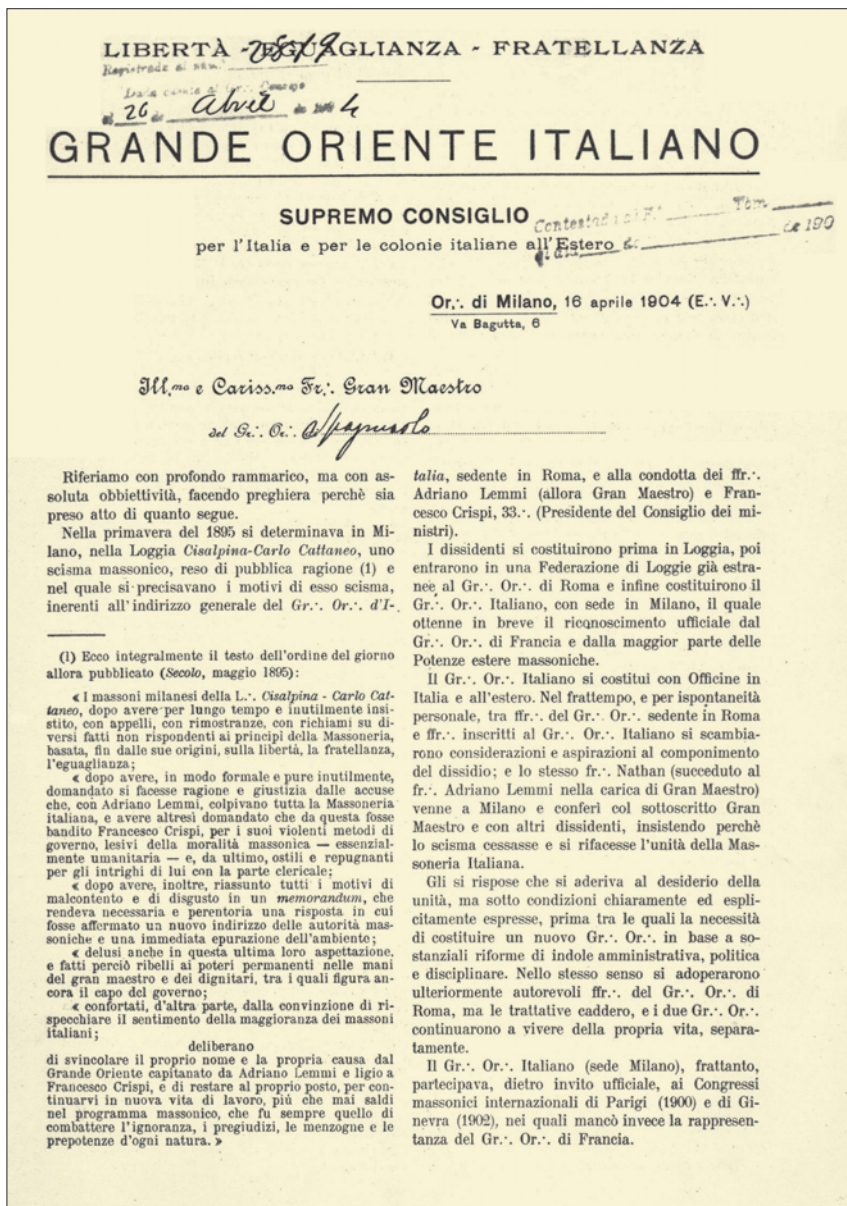 LIBERTÀ - EGUAGLIANZA - FRATELLANZA
Registrada al núm.
al 26 de Abril de 1904
GRANDE ORIENTE ITALIANO
SUPREMO CONSIGLIO
Contestada al F.º Tom.
per l'Italia e per le colonie italiane all'Estero
de 190
Or.·. di Milano, 16 aprile 1904 (E.·. V.·.)
Via Bagutta, 6
Ill.mo e Cariss.mo Fr.·. Gran Maestro
del Gr.·. Or.·. Spagnuolo
Riferiamo con profondo rammarico, ma con as-
soluta obbiettività, facendo preghiera perchè sia
preso atto di quanto segue.
Nella primavera del 1895 si determinava in Mi-
lano, nella Loggia Cisalpina-Carlo Cattaneo, uno
scisma massonico, reso di pubblica ragione (1) e
nel quale si precisavano i motivi di esso scisma,
inerenti all'indirizzo generale del Gr.·. Or.·. d'I-
(1) Ecco integralmente il testo dell'ordine del giorno
allora pubblicato (Secolo, maggio 1895):
« I massoni milanesi della L.·. Cisalpina - Carlo Cat-
taneo, dopo avere per lungo tempo e inutilmente insi-
stito, con appelli, con rimostranze, con richiami su di-
versi fatti non rispondenti ai principi della Massoneria,
basata, fin dalle sue origini, sulla libertà, la fratellanza,
l'eguaglianza;
« dopo avere, in modo formale e pure inutilmente,
domandato si facesse ragione e giustizia dalle accuse
che, con Adriano Lemmi, colpivano tutta la Massoneria
italiana, e avere altresì domandato che da questa fosse
bandito Francesco Crispi, per i suoi violenti metodi di
governo, lesivi della moralità massonica — essenzial-
mente umanitaria — e, da ultimo, ostili e repugnanti
per gli intrighi di lui con la parte clericale;
« dopo avere, inoltre, riassunto tutti i motivi di
malcontento e di disgusto in un memorandum, che
rendeva necessaria e perentoria una risposta in cui
fosse affermato un nuovo indirizzo delle autorità mas-
soniche e una immediata epurazione dell'ambiente;
« delusi anche in questa ultima loro aspettazione,
e fatti perciò ribelli ai poteri permanenti nelle mani
del gran maestro e dei dignitari, tra i quali figura an-
cora il capo del governo;
« confortati, d'altra parte, dalla convinzione di ri-
specchiare il sentimento della maggioranza dei massoni
italiani;
deliberano
di svincolare il proprio nome e la propria causa dal
Grande Oriente capitanato da Adriano Lemmi e ligio a
Francesco Crispi, e di restare al proprio posto, per con-
tinuarvi in nuova vita di lavoro, più che mai saldi
nel programma massonico, che fu sempre quello di
combattere l'ignoranza, i pregiudizi, le menzogne e le
prepotenze d'ogni natura. »
talia, sedente in Roma, e alla condotta dei ffr.·.
Adriano Lemmi (allora Gran Maestro) e Fran-
cesco Crispi, 33.·. (Presidente del Consiglio dei mi-
nistri).
I dissidenti si costituirono prima in Loggia, poi
entrarono in una Federazione di Loggie già estra-
nee al Gr.·. Or.·. di Roma e infine costituirono il
Gr.·. Or.·. Italiano, con sede in Milano, il quale
ottenne in breve il riconoscimento ufficiale dal
Gr.·. Or.·. di Francia e dalla maggior parte delle
Potenze estere massoniche.
Il Gr.·. Or.·. Italiano si costituì con Officine in
Italia e all'estero. Nel frattempo, e per ispontaneità
personale, tra ffr.·. del Gr.·. Or.·. sedente in Roma
e ffr.·. inscritti al Gr.·. Or.·. Italiano si scambia-
rono considerazioni e aspirazioni al componimento
del dissidio; e lo stesso fr.·. Nathan (succeduto al
fr.·. Adriano Lemmi nella carica di Gran Maestro)
venne a Milano e conferì col sottoscritto Gran
Maestro e con altri dissidenti, insistendo perchè
lo scisma cessasse e si rifacesse l'unità della Mas-
soneria Italiana.
Gli si rispose che si aderiva al desiderio della
unità, ma sotto condizioni chiaramente ed espli-
citamente espresse, prima tra le quali la necessità
di costituire un nuovo Gr.·. Or.·. in base a so-
stanziali riforme di indole amministrativa, politica
e disciplinare. Nello stesso senso si adoperarono
ulteriormente autorevoli ffr.·. del Gr.·. Or.·. di
Roma, ma le trattative caddero, e i due Gr.·. Or.·.
continuarono a vivere della propria vita, separa-
tamente.
Il Gr.·. Or.·. Italiano (sede Milano), frattanto,
partecipava, dietro invito ufficiale, ai Congressi
massonici internazionali di Parigi (1900) e di Gi-
nevra (1902), nei quali mancò invece la rappresen-
tanza del Gr.·. Or.·. di Francia.